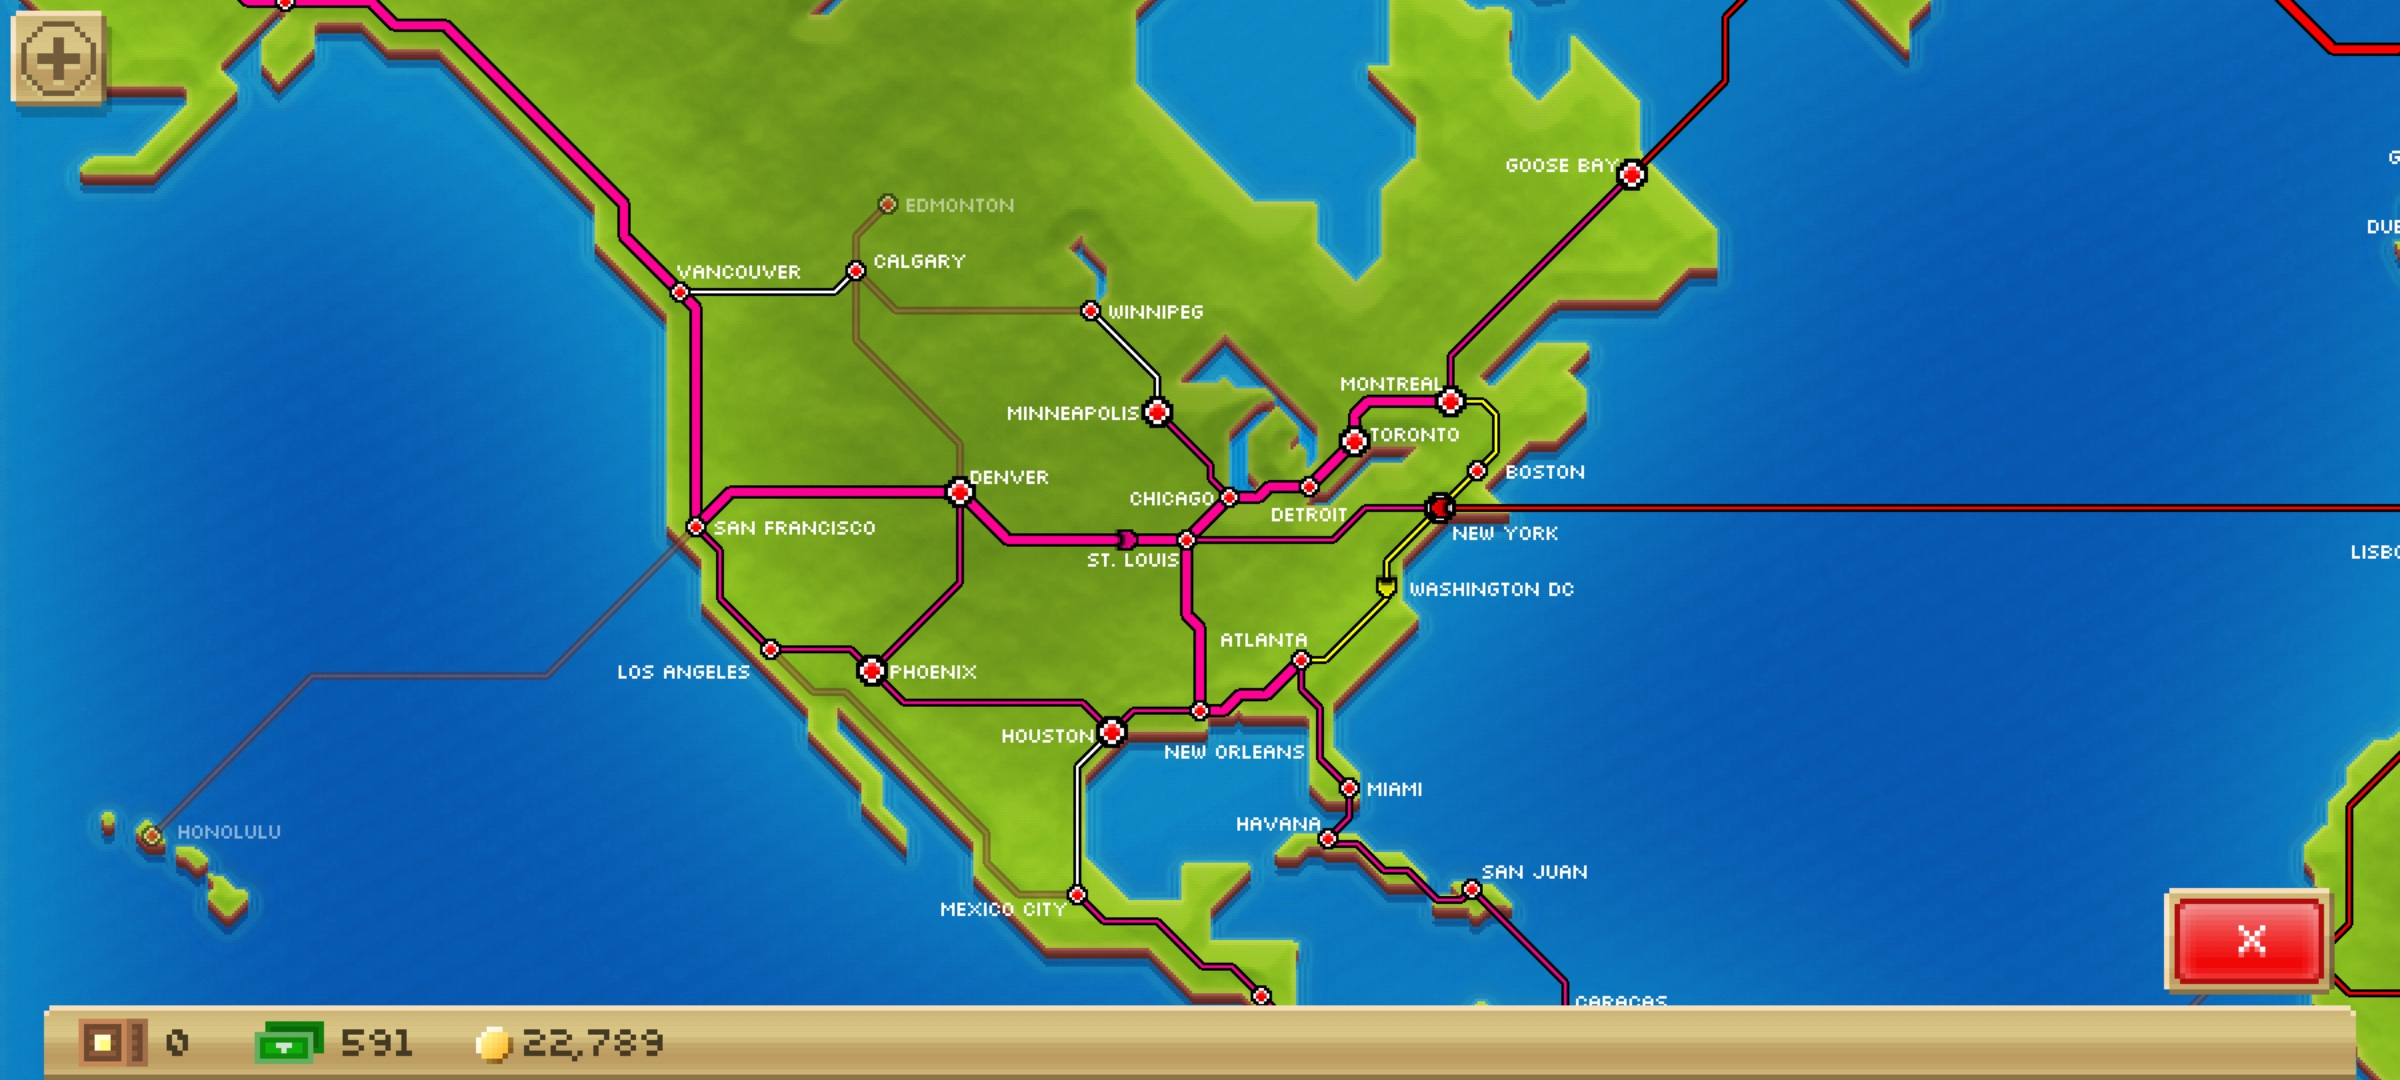 GOOSE BAY
EDMONTON
CALGARY
VANCOUVER
WINNIPEG
MONTREAL
MINNEAPOLIS
TORONTO
BOSTON
DENVER
CHICAGO
DETROIT
SAN FRANCISCO
NEW YORK
ST. LOUIS
WASHINGTON DC
ATLANTA
LOS ANGELES
PHOENIX
HOUSTON
NEW ORLEANS
MIAMI
HAVANA
HONOLULU
SAN JUAN
MEXICO CITY
CARACAS
0
591
22,789